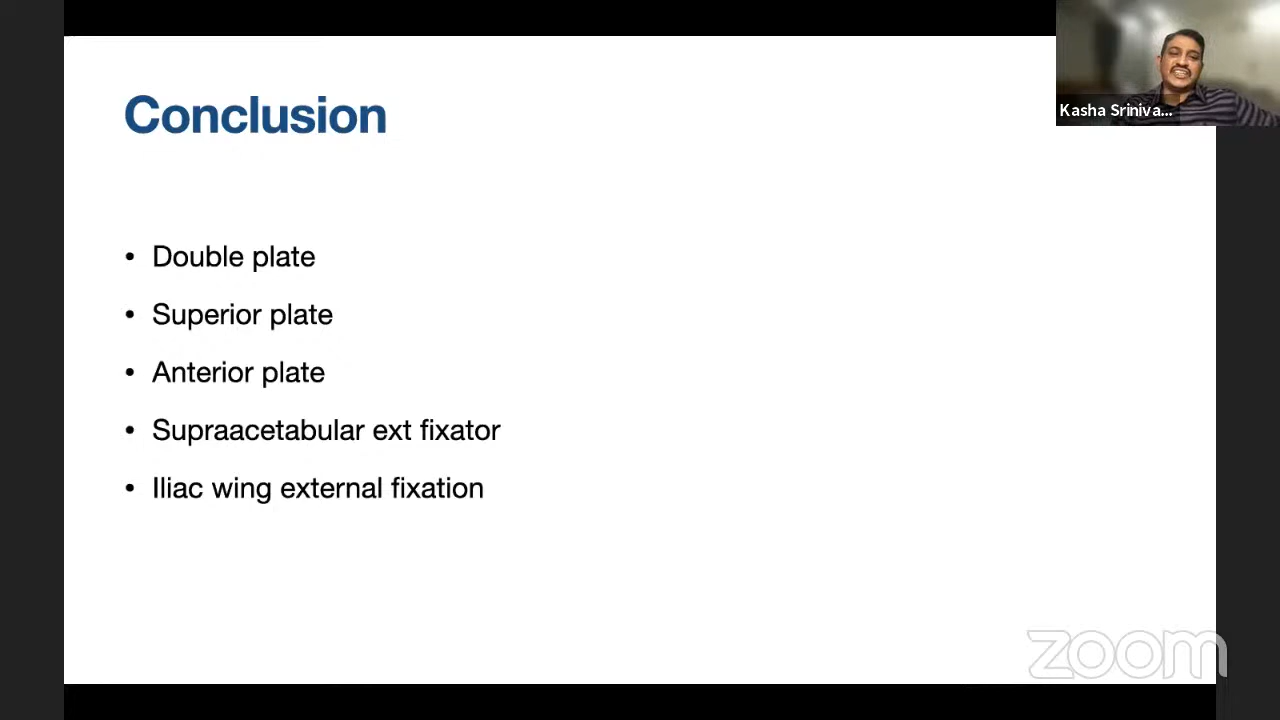 Conclusion
Kasha Sriniva...
• Double plate
• Superior plate
• Anterior plate
• Supraacetabular ext fixator
• Iliac wing external fixation
zoom